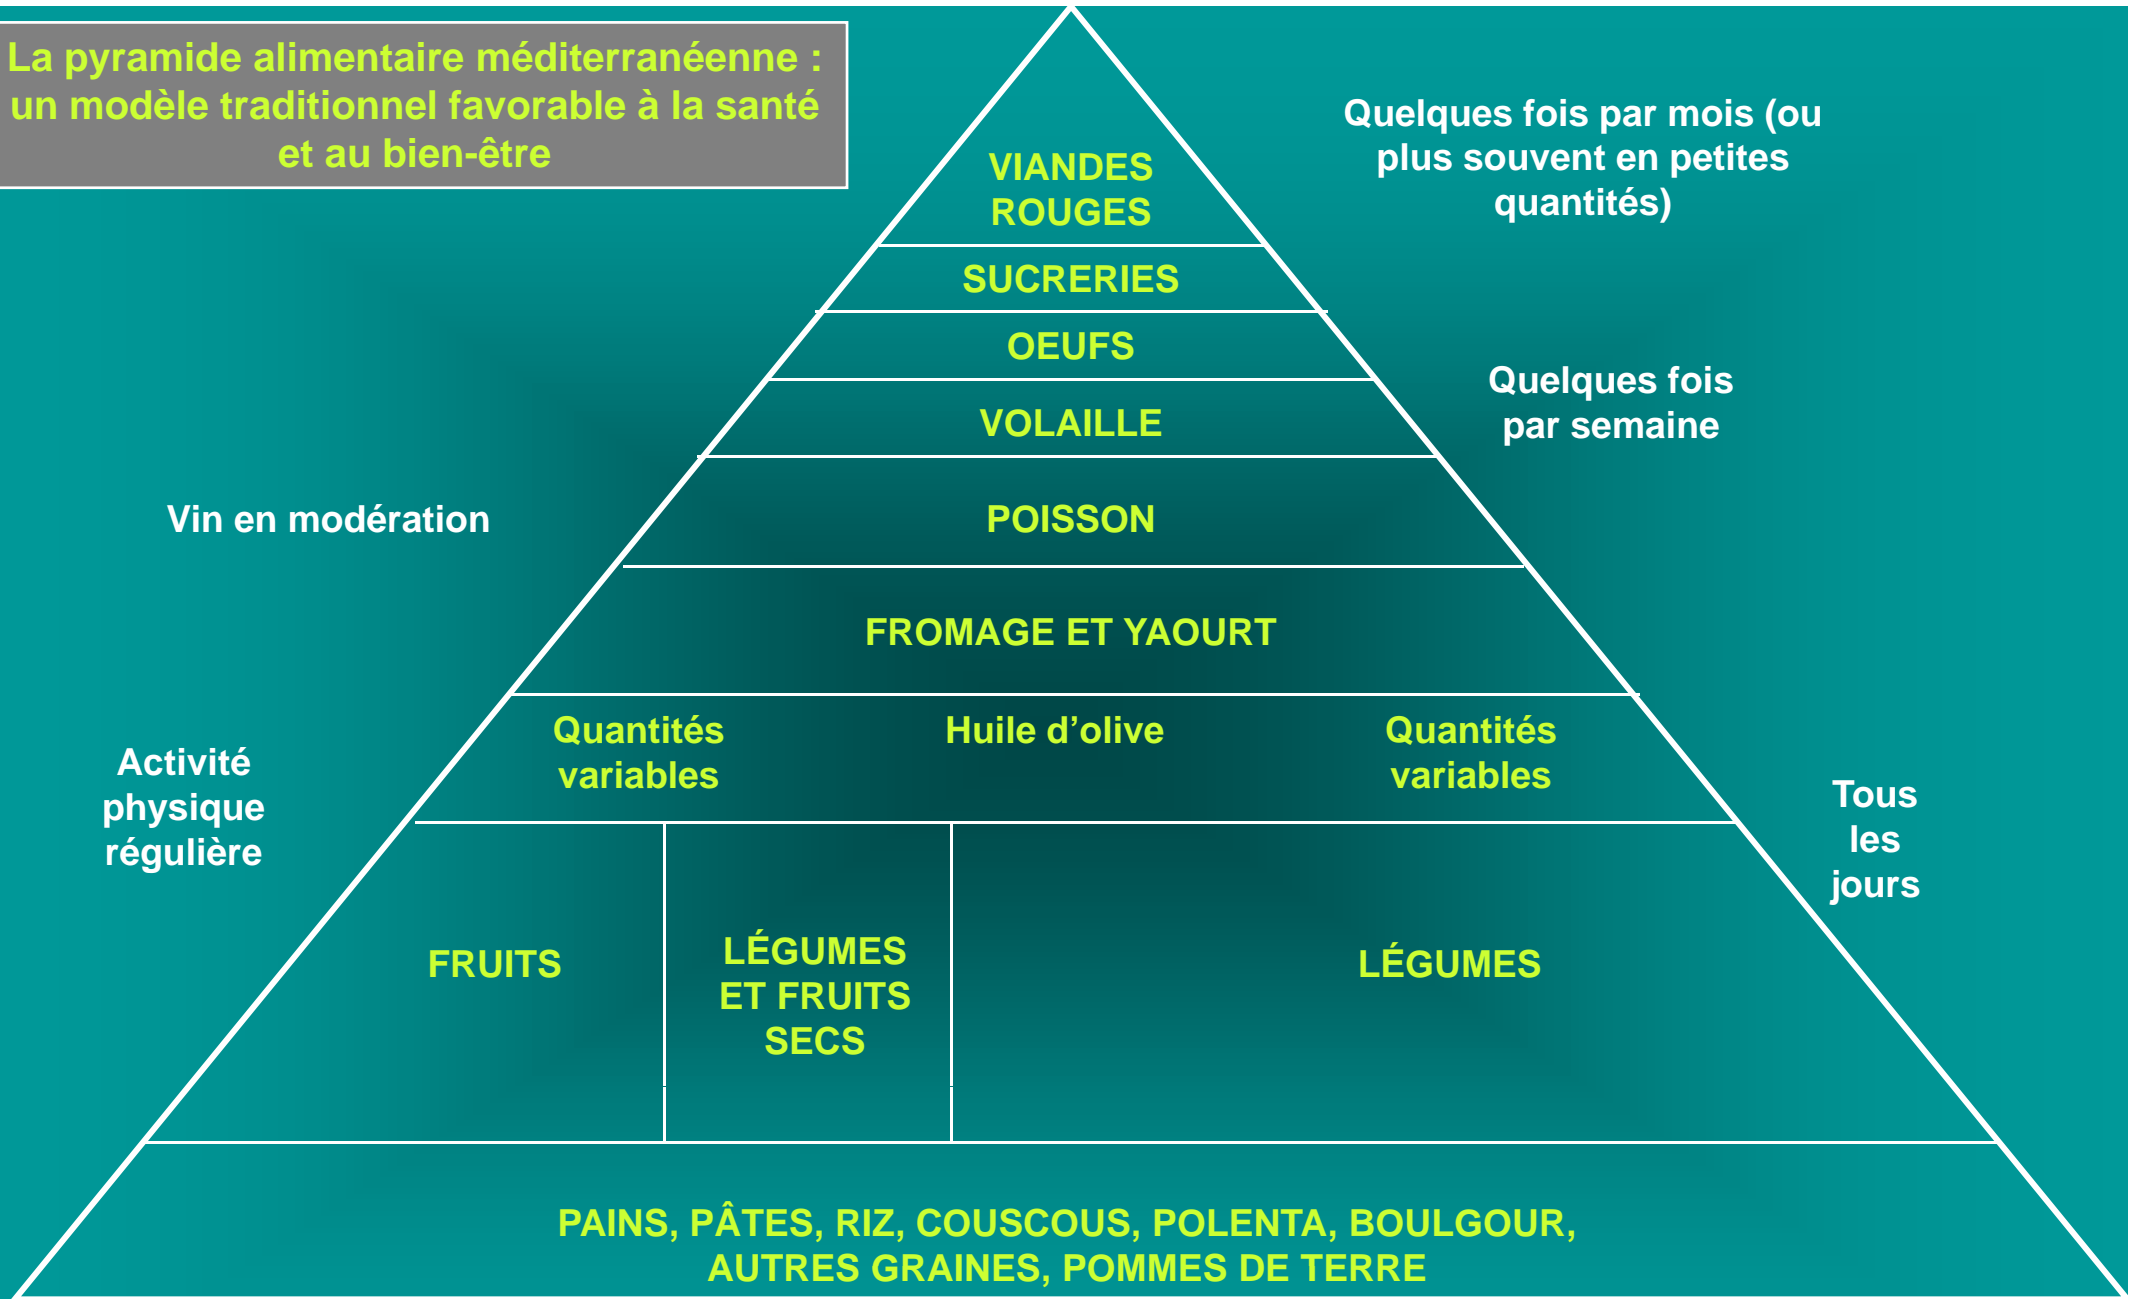 La pyramide alimentaire méditerranéenne :
un modèle traditionnel favorable à la santé
et au bien-être
Quelques fois par mois (ou
plus souvent en petites
quantités)
VIANDES
ROUGES
SUCRERIES
OEUFS
Quelques fois
par semaine
VOLAILLE
Vin en modération
POISSON
FROMAGE ET YAOURT
Quantités
variables
Huile d’olive
Quantités
variables
Activité
physique
régulière
Tous
les
jours
FRUITS
LÉGUMES
ET FRUITS
SECS
LÉGUMES
PAINS, PÂTES, RIZ, COUSCOUS, POLENTA, BOULGOUR,
AUTRES GRAINES, POMMES DE TERRE